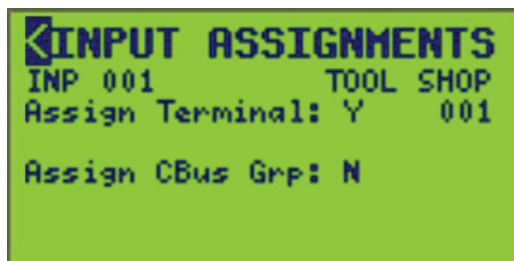 <INPUT ASSIGNMENTS
INP 001 TOOL SHOP
Assign Terminal: Y 001
Assign CBus Grp: N